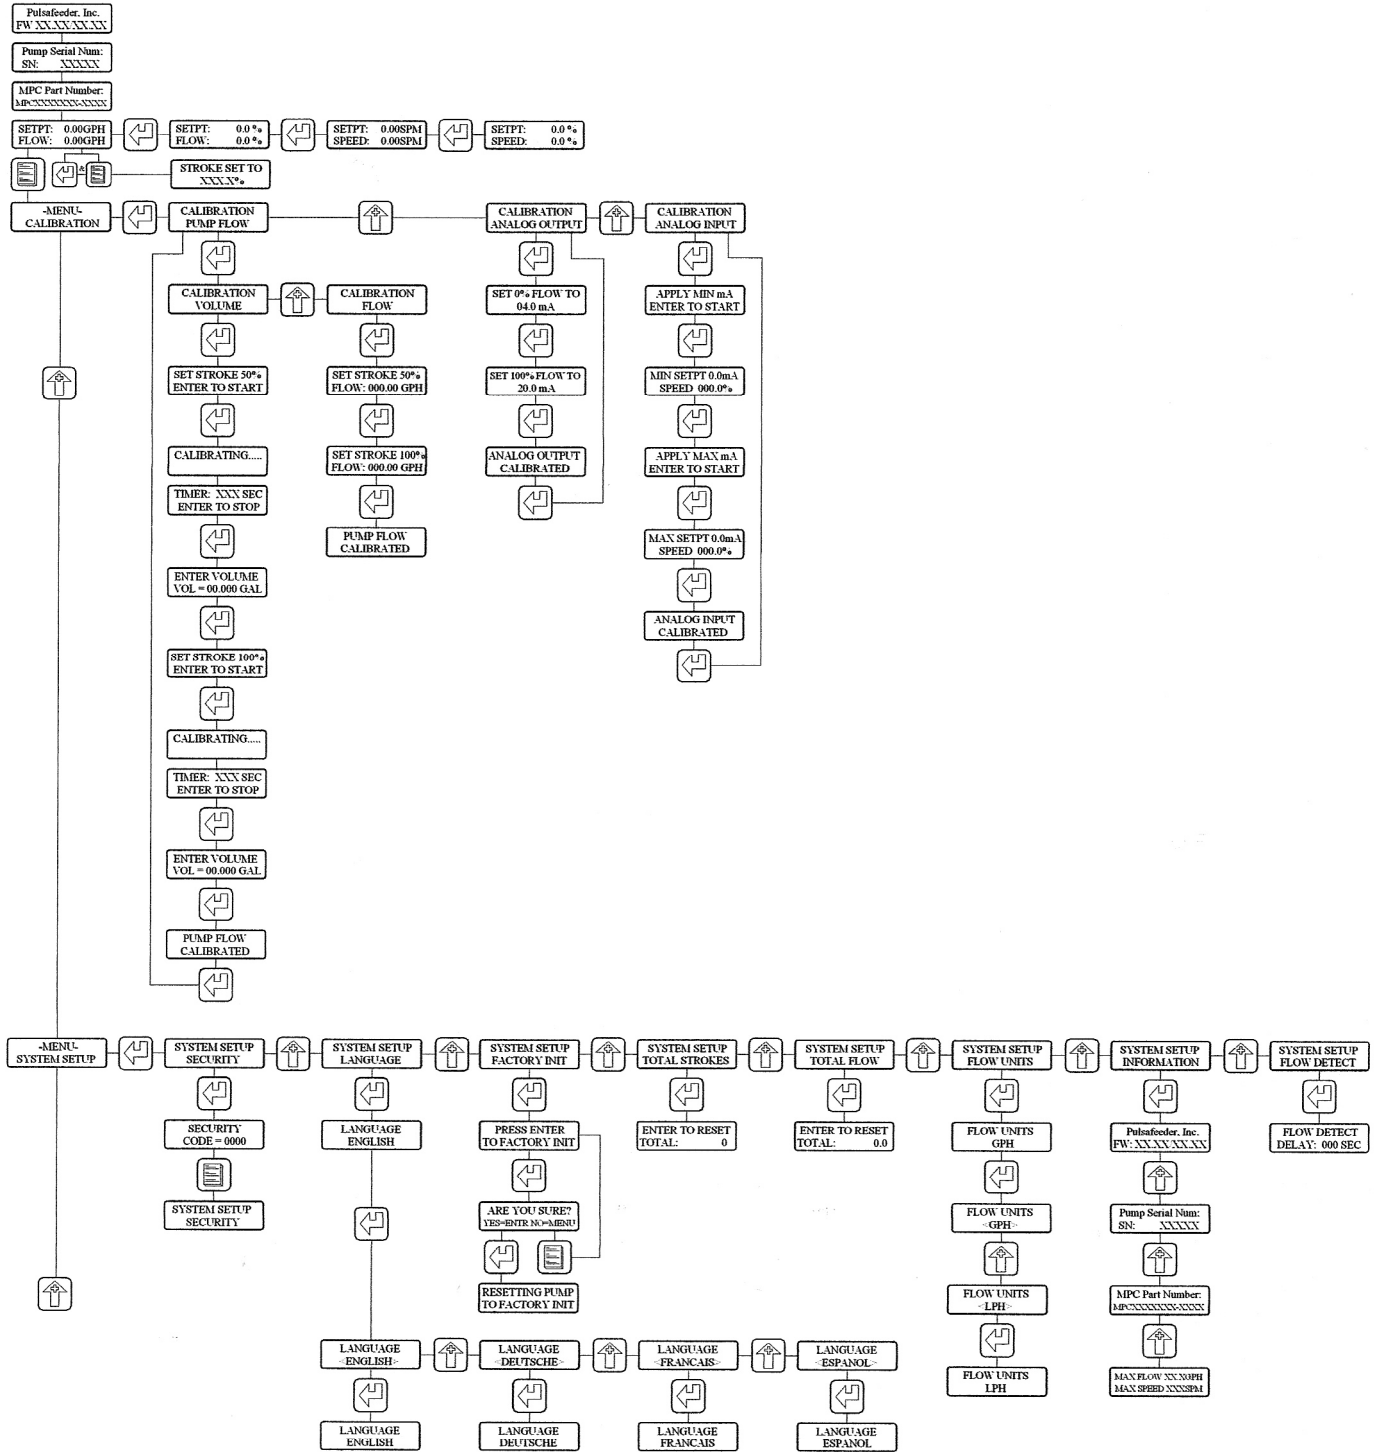 Pulsafeeder, Inc.
FW XX.XX/XX.XX
Pump Serial Num:
SN: XXXXX
MPC Part Number:
MPCXXXXXXX-XXXX
SETPT: 0.00GPH
FLOW: 0.00GPH
SETPT: 0.0 %
FLOW: 0.0 %
SETPT: 0.00SPM
SPEED: 0.00SPM
SETPT: 0.0 %
SPEED: 0.0 %
&
STROKE SET TO
XXX.X%
-MENU-
CALIBRATION
CALIBRATION
PUMP FLOW
CALIBRATION
ANALOG OUTPUT
CALIBRATION
ANALOG INPUT
CALIBRATION
VOLUME
CALIBRATION
FLOW
SET 0% FLOW TO
04.0 mA
APPLY MIN mA
ENTER TO START
SET STROKE 50%
ENTER TO START
SET STROKE 50%
FLOW: 000.00 GPH
SET 100% FLOW TO
20.0 mA
MIN SETPT 0.0mA
SPEED 000.0%
CALIBRATING.....
SET STROKE 100%
FLOW: 000.00 GPH
ANALOG OUTPUT
CALIBRATED
APPLY MAX mA
ENTER TO START
TIMER: XXX SEC
ENTER TO STOP
PUMP FLOW
CALIBRATED
MAX SETPT 0.0mA
SPEED 000.0%
ENTER VOLUME
VOL = 00.000 GAL
ANALOG INPUT
CALIBRATED
SET STROKE 100%
ENTER TO START
CALIBRATING.....
TIMER: XXX SEC
ENTER TO STOP
ENTER VOLUME
VOL = 00.000 GAL
PUMP FLOW
CALIBRATED
-MENU-
SYSTEM SETUP
SYSTEM SETUP
SECURITY
SYSTEM SETUP
LANGUAGE
SYSTEM SETUP
FACTORY INIT
SYSTEM SETUP
TOTAL STROKES
SYSTEM SETUP
TOTAL FLOW
SYSTEM SETUP
FLOW UNITS
SYSTEM SETUP
INFORMATION
SYSTEM SETUP
FLOW DETECT
SECURITY
CODE = 0000
LANGUAGE
ENGLISH
PRESS ENTER
TO FACTORY INIT
ENTER TO RESET
TOTAL: 0
ENTER TO RESET
TOTAL: 0.0
FLOW UNITS
GPH
Pulsafeeder, Inc.
FW: XX.XX/XX.XX
FLOW DETECT
DELAY: 000 SEC
SYSTEM SETUP
SECURITY
ARE YOU SURE?
YES=ENTR NO=MENU
FLOW UNITS
<GPH>
Pump Serial Num:
SN: XXXXX
RESETTING PUMP
TO FACTORY INIT
FLOW UNITS
<LPH>
MPC Part Number:
MPCXXXXXXX-XXXX
LANGUAGE
<ENGLISH>
LANGUAGE
<DEUTSCHE>
LANGUAGE
<FRANCAIS>
LANGUAGE
<ESPANOL>
FLOW UNITS
LPH
MAX FLOW XX.XGPH
MAX SPEED XXXSPM
LANGUAGE
ENGLISH
LANGUAGE
DEUTSCHE
LANGUAGE
FRANCAIS
LANGUAGE
ESPANOL